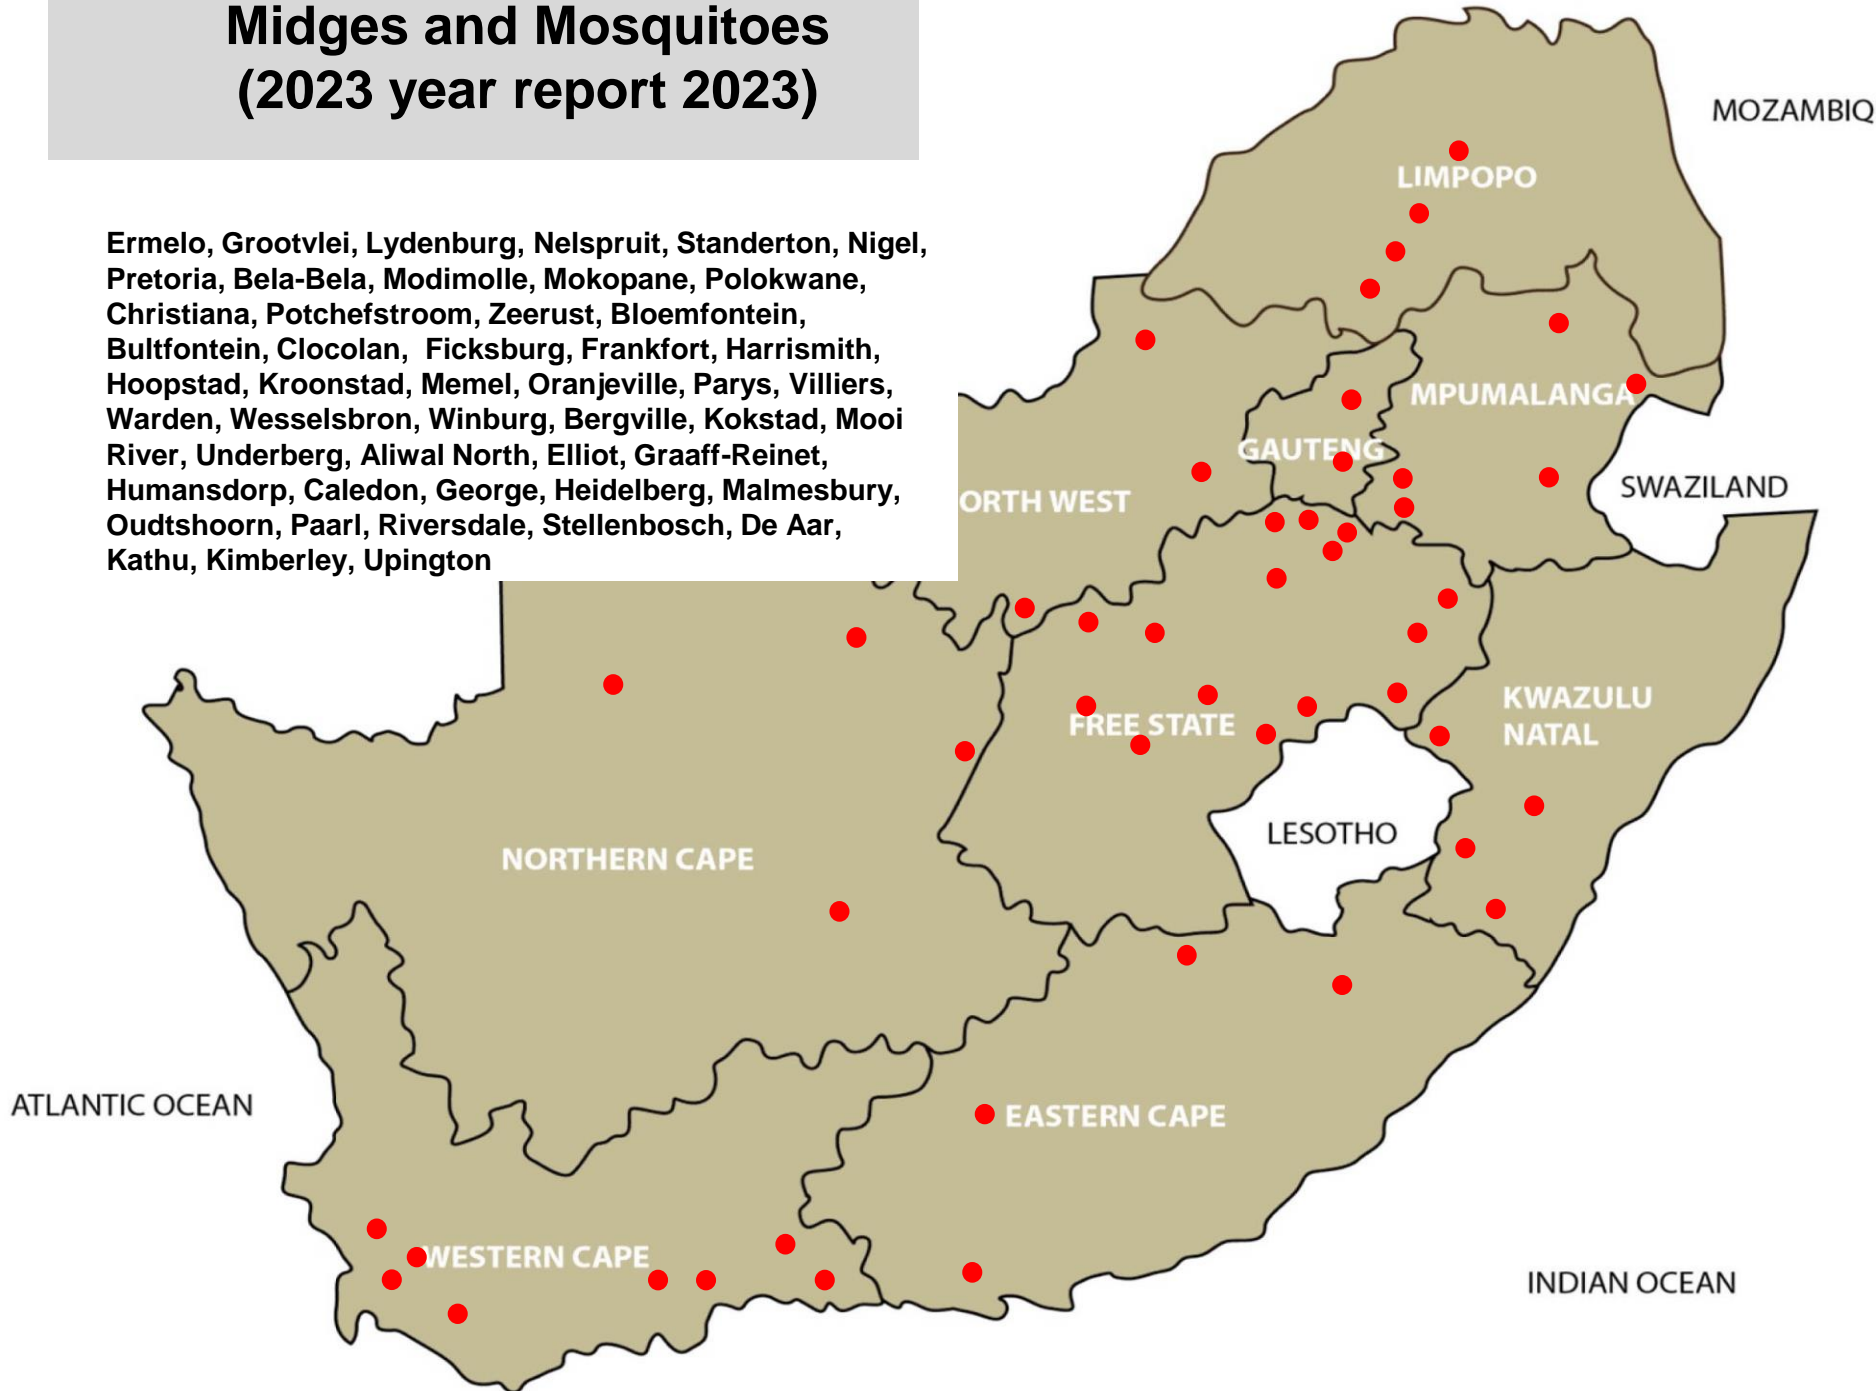 Midges and Mosquitoes
(2023 year report 2023)
Ermelo, Grootvlei, Lydenburg, Nelspruit, Standerton, Nigel,
Pretoria, Bela-Bela, Modimolle, Mokopane, Polokwane,
Christiana, Potchefstroom, Zeerust, Bloemfontein,
Bultfontein, Clocolan,  Ficksburg, Frankfort, Harrismith,
Hoopstad, Kroonstad, Memel, Oranjeville, Parys, Villiers,
Warden, Wesselsbron, Winburg, Bergville, Kokstad, Mooi
River, Underberg, Aliwal North, Elliot, Graaff-Reinet,
Humansdorp, Caledon, George, Heidelberg, Malmesbury,
Oudtshoorn, Paarl, Riversdale, Stellenbosch, De Aar,
Kathu, Kimberley, Upington
MOZAMBIQ
LIMPOPO
MPUMALANGA
GAUTENG
SWAZILAND
ORTH WEST
KWAZULU
NATAL
FREE STATE
LESOTHO
NORTHERN CAPE
ATLANTIC OCEAN
EASTERN CAPE
WESTERN CAPE
INDIAN OCEAN